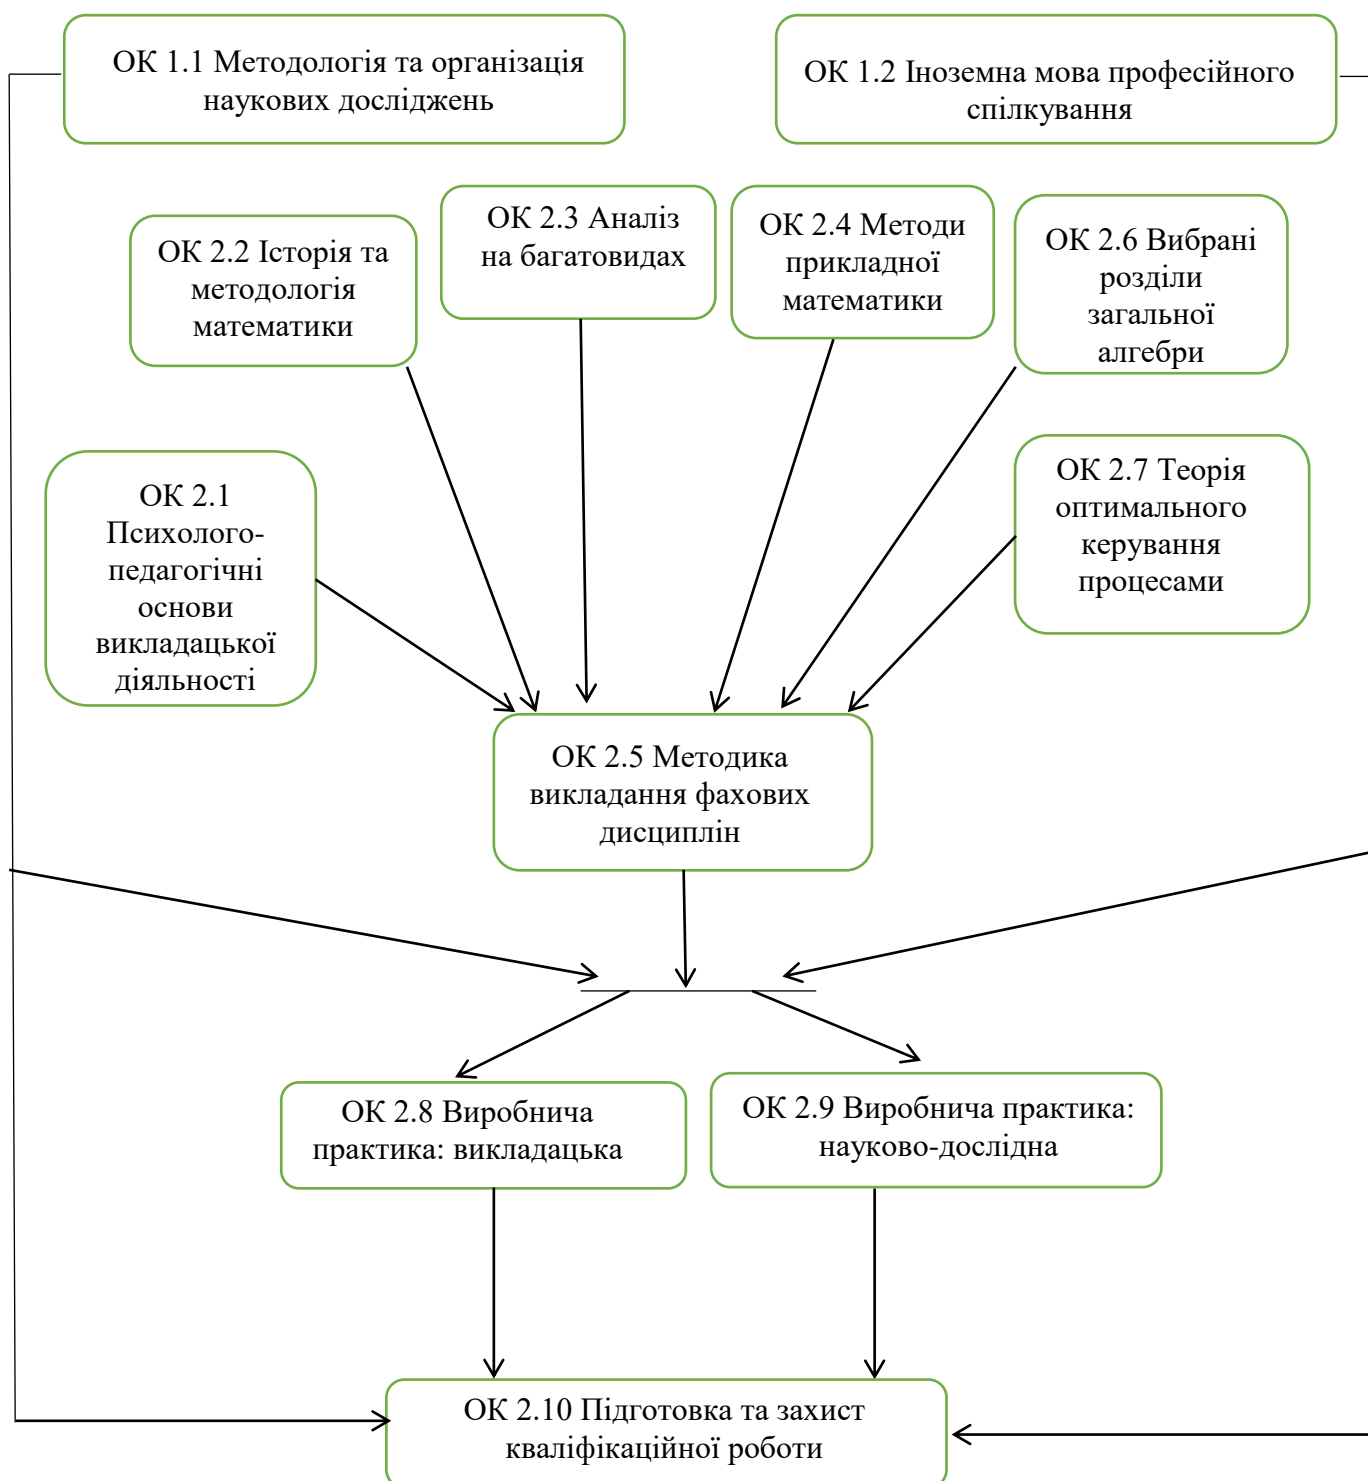 ОК 1.1 Методологія та організація
наукових досліджень
ОК 1.2 Іноземна мова професійного
спілкування
ОК 2.2 Історія та
методологія
математики
ОК 2.3 Аналіз
на багатовидах
ОК 2.4 Методи
прикладної
математики
ОК 2.6 Вибрані
розділи
загальної
алгебри
ОК 2.1
Психолого-
педагогічні
основи
викладацької
діяльності
ОК 2.7 Теорія
оптимального
керування
процесами
ОК 2.5 Методика
викладання фахових
дисциплін
ОК 2.8 Виробнича
практика: викладацька
ОК 2.9 Виробнича практика:
науково-дослідна
ОК 2.10 Підготовка та захист
кваліфікаційної роботи